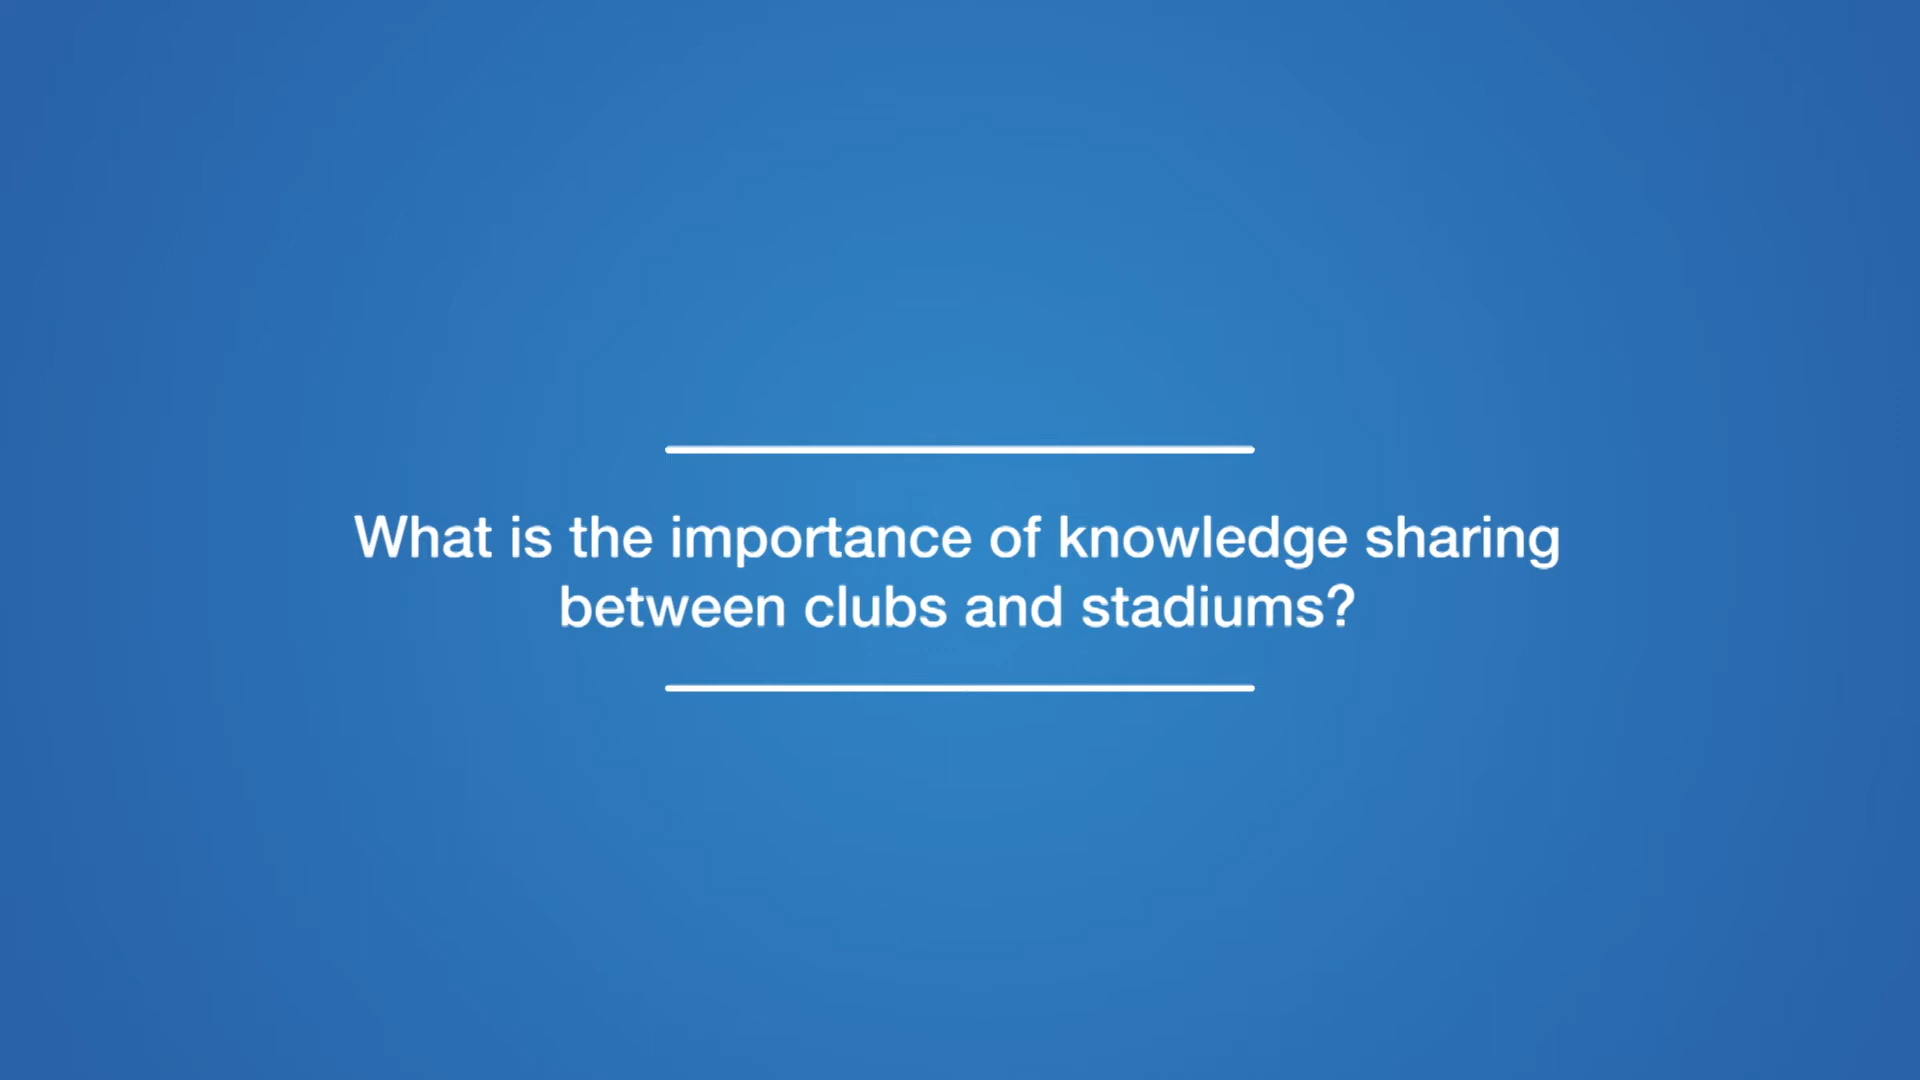 What is the importance of knowledge sharing
between clubs and stadiums?